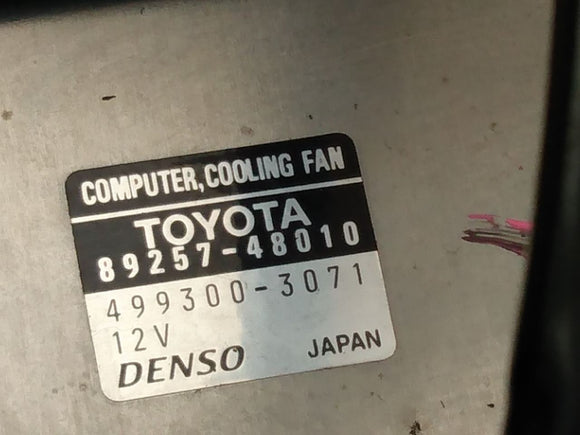 COMPUTER, COOLING FAN
TOYOTA
89257-48010
499300-3071
12V
DENSO JAPAN